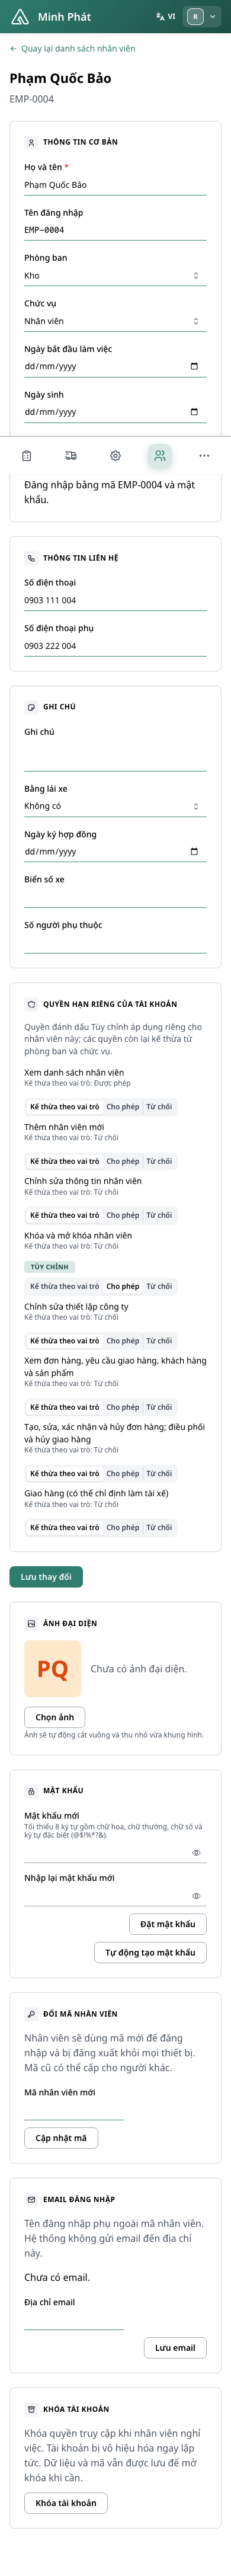 Minh Phát
VI
R
Quay lại danh sách nhân viên
Phạm Quốc Bảo
EMP-0004
THÔNG TIN CƠ BẢN
Họ và tên *
Phạm Quốc Bảo
Tên đăng nhập
EMP-0004
Phòng ban
Kho
Chức vụ
Nhân viên
Ngày bắt đầu làm việc
dd/mm/yyyy
Ngày sinh
dd/mm/yyyy
Đăng nhập bằng mã EMP-0004 và mật
khẩu.
THÔNG TIN LIÊN HỆ
Số điện thoại
0903 111 004
Số điện thoại phụ
0903 222 004
GHI CHÚ
Ghi chú
Bằng lái xe
Không có
Ngày ký hợp đồng
dd/mm/yyyy
Biển số xe
Số người phụ thuộc
QUYỀN HẠN RIÊNG CỦA TÀI KHOẢN
Quyền đánh dấu Tùy chỉnh áp dụng riêng cho
nhân viên này; các quyền còn lại kế thừa từ
phòng ban và chức vụ.
Xem danh sách nhân viên
Kế thừa theo vai trò: Được phép
Kế thừa theo vai trò Cho phép Từ chối
Thêm nhân viên mới
Kế thừa theo vai trò: Từ chối
Kế thừa theo vai trò Cho phép Từ chối
Chỉnh sửa thông tin nhân viên
Kế thừa theo vai trò: Từ chối
Kế thừa theo vai trò Cho phép Từ chối
Khóa và mở khóa nhân viên
Kế thừa theo vai trò: Từ chối
TÙY CHỈNH
Kế thừa theo vai trò Cho phép Từ chối
Chỉnh sửa thiết lập công ty
Kế thừa theo vai trò: Từ chối
Kế thừa theo vai trò Cho phép Từ chối
Xem đơn hàng, yêu cầu giao hàng, khách hàng
và sản phẩm
Kế thừa theo vai trò: Từ chối
Kế thừa theo vai trò Cho phép Từ chối
Tạo, sửa, xác nhận và hủy đơn hàng; điều phối
và hủy giao hàng
Kế thừa theo vai trò: Từ chối
Kế thừa theo vai trò Cho phép Từ chối
Giao hàng (có thể chỉ định làm tài xế)
Kế thừa theo vai trò: Từ chối
Kế thừa theo vai trò Cho phép Từ chối
Lưu thay đổi
ẢNH ĐẠI DIỆN
PQ
Chưa có ảnh đại diện.
Chọn ảnh
Ảnh sẽ tự động cắt vuông và thu nhỏ vừa khung hình.
MẬT KHẨU
Mật khẩu mới
Tối thiểu 8 ký tự gồm chữ hoa, chữ thường, chữ số và
ký tự đặc biệt (@$!%*?&).
Nhập lại mật khẩu mới
Đặt mật khẩu
Tự động tạo mật khẩu
ĐỔI MÃ NHÂN VIÊN
Nhân viên sẽ dùng mã mới để đăng
nhập và bị đăng xuất khỏi mọi thiết bị.
Mã cũ có thể cấp cho người khác.
Mã nhân viên mới
Cập nhật mã
EMAIL ĐĂNG NHẬP
Tên đăng nhập phụ ngoài mã nhân viên.
Hệ thống không gửi email đến địa chỉ
này.
Chưa có email.
Địa chỉ email
Lưu email
KHÓA TÀI KHOẢN
Khóa quyền truy cập khi nhân viên nghỉ
việc. Tài khoản bị vô hiệu hóa ngay lập
tức. Dữ liệu và mã vẫn được lưu để mở
khóa khi cần.
Khóa tài khoản